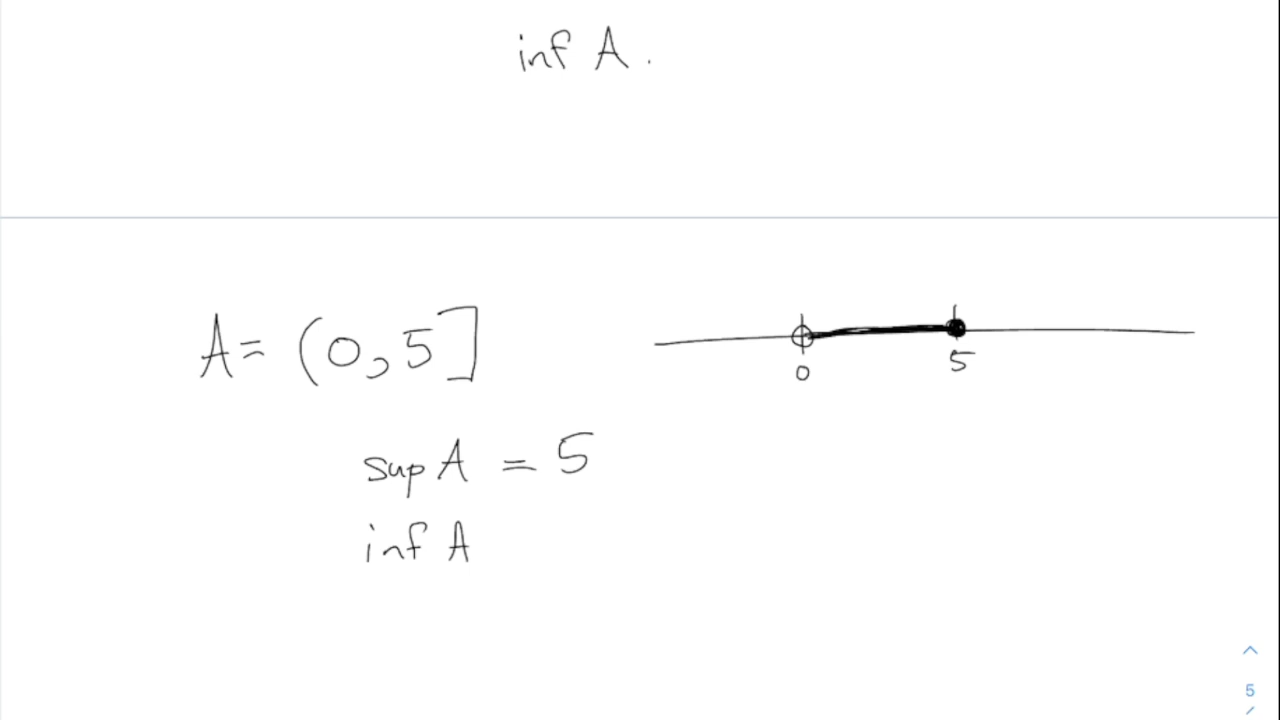 inf A.
A = (0, 5]
0 5
sup A = 5
inf A
5